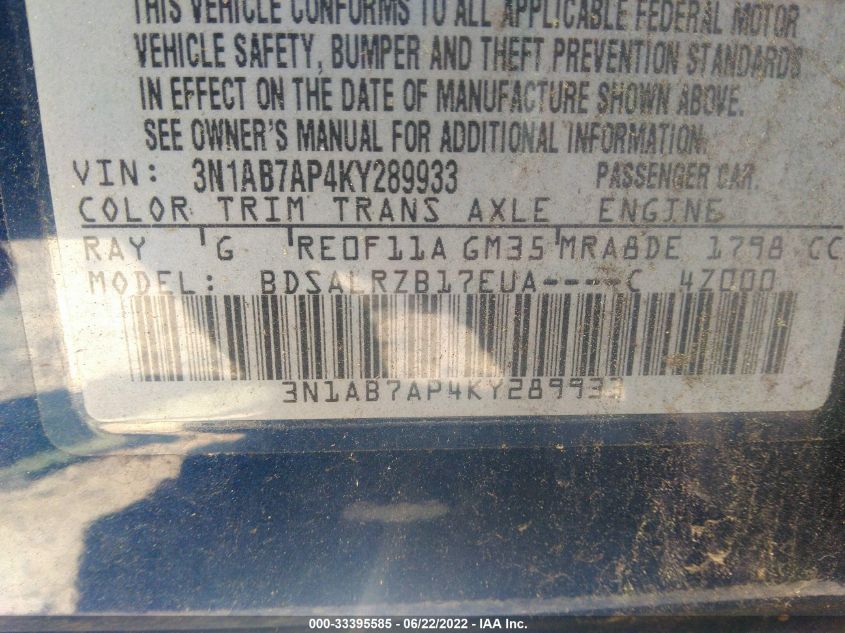 THIS VEHICLE CONFORMS TO ALL APPLICABLE FEDERAL MOTOR
VEHICLE SAFETY, BUMPER AND THEFT PREVENTION STANDARDS
IN EFFECT ON THE DATE OF MANUFACTURE SHOWN ABOVE.
SEE OWNER'S MANUAL FOR ADDITIONAL INFORMATION.
VIN: 3N1AB7AP4KY289933 PASSENGER CAR.
COLOR TRIM TRANS AXLE ENGINE
RAY G RE0F11A GM35 MRA8DE 1798 CC
MODEL: BDSALRZB17EUA----C 4Z000
3N1AB7AP4KY289933
000-33395585 - 06/22/2022 - IAA Inc.